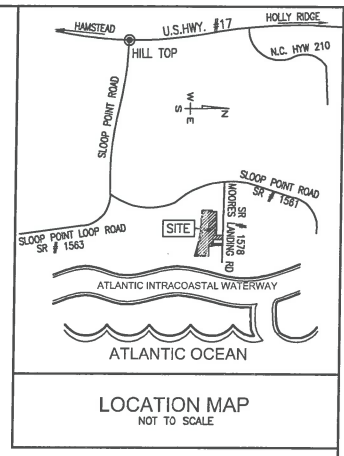 HAMSTEAD
U.S.HWY. #17
HOLLY RIDGE
HILL TOP
N.C. HYW 210
SLOOP POINT ROAD
W
S
N
E
SLOOP POINT ROAD
SR # 1561
MOORES LANDING RD
SR # 1578
SITE
SLOOP POINT LOOP ROAD
SR # 1563
ATLANTIC INTRACOASTAL WATERWAY
ATLANTIC OCEAN
LOCATION MAP
NOT TO SCALE